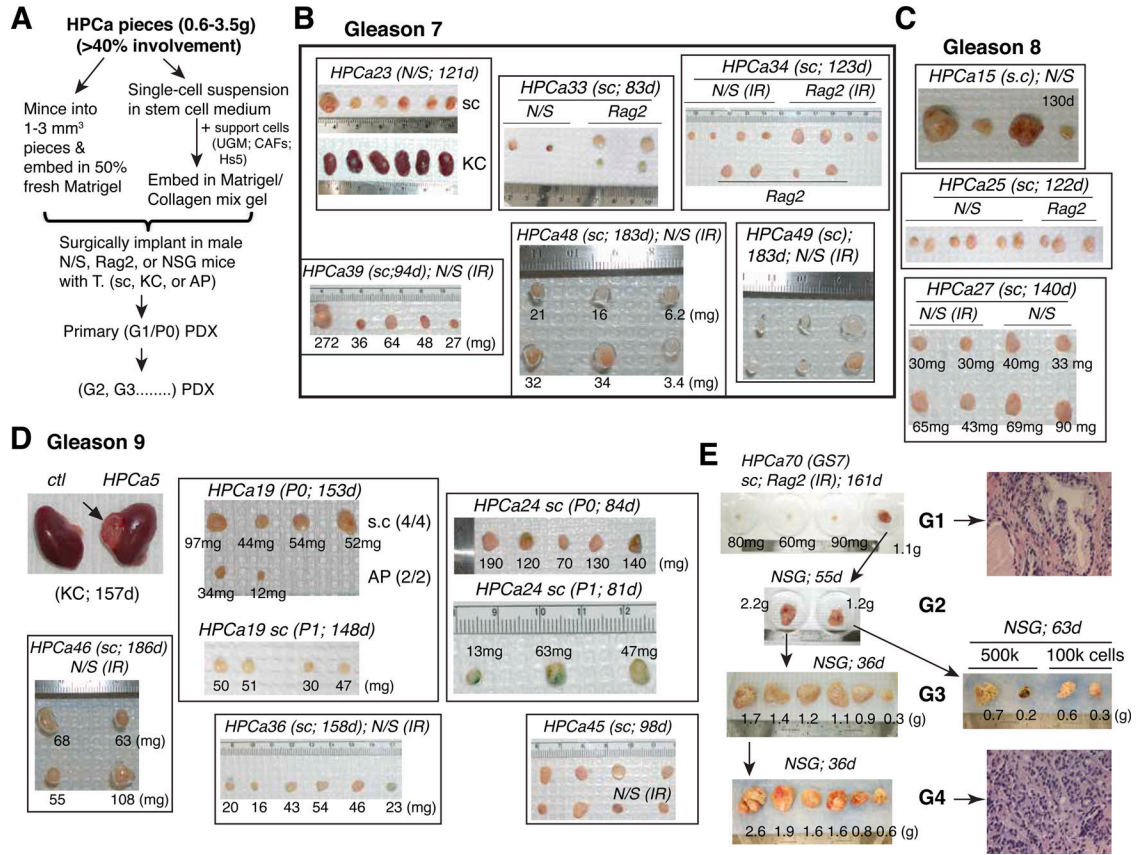 A
HPCa pieces (0.6-3.5g)
(>40% involvement)
Mince into
1-3 mm³
pieces &
embed in 50%
fresh Matrigel
Single-cell suspension
in stem cell medium
+ support cells
(UGM; CAFs;
Hs5)
Embed in Matrigel/
Collagen mix gel
Surgically implant in male
N/S, Rag2, or NSG mice
with T. (sc, KC, or AP)
Primary (G1/P0) PDX
(G2, G3........) PDX
B
Gleason 7
HPCa23 (N/S; 121d)
sc
KC
HPCa33 (sc; 83d)
N/S Rag2
HPCa34 (sc; 123d)
N/S (IR) Rag2 (IR)
Rag2
HPCa39 (sc;94d); N/S (IR)
272 36 64 48 27 (mg)
HPCa48 (sc; 183d); N/S (IR)
21 16 6.2 (mg)
32 34 3.4 (mg)
HPCa49 (sc);
183d; N/S (IR)
C
Gleason 8
HPCa15 (s.c); N/S
130d
HPCa25 (sc; 122d)
N/S Rag2
HPCa27 (sc; 140d)
N/S (IR) N/S
30mg 30mg 40mg 33 mg
65mg 43mg 69mg 90 mg
D
Gleason 9
ctl HPCa5
(KC; 157d)
HPCa46 (sc; 186d)
N/S (IR)
68 63 (mg)
55 108 (mg)
HPCa19 (P0; 153d)
s.c (4/4)
97mg 44mg 54mg 52mg
AP (2/2)
34mg 12mg
HPCa19 sc (P1; 148d)
50 51 30 47 (mg)
HPCa24 sc (P0; 84d)
190 120 70 130 140 (mg)
HPCa24 sc (P1; 81d)
9 10 11 12
13mg 63mg 47mg
HPCa36 (sc; 158d); N/S (IR)
20 16 43 54 46 23 (mg)
HPCa45 (sc; 98d)
N/S (IR)
E
HPCa70 (GS7)
sc; Rag2 (IR); 161d
80mg 60mg 90mg 1.1g
G1
NSG; 55d
2.2g 1.2g
G2
NSG; 36d
1.7 1.4 1.2 1.1 0.9 0.3 (g)
G3
NSG; 63d
500k 100k cells
0.7 0.2 0.6 0.3 (g)
NSG; 36d
2.6 1.9 1.6 1.6 0.8 0.6 (g)
G4